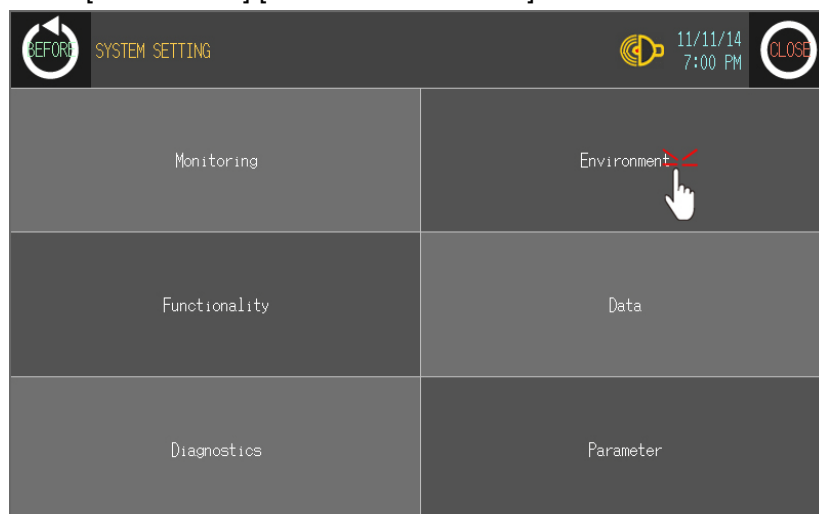 BEFORE
SYSTEM SETTING
11/11/14
7:00 PM
CLOSE
Monitoring
Environment
Functionality
Data
Diagnostics
Parameter